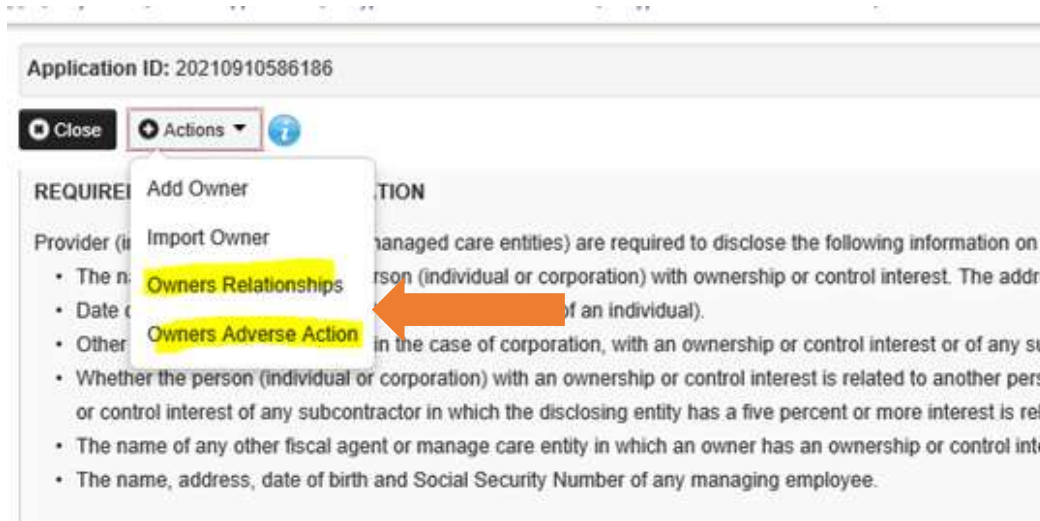 Application ID: 20210910586186
Close Actions
Add Owner
Import Owner
Owners Relationships
Owners Adverse Action
REQUIRE TION
Provider (i managed care entities) are required to disclose the following information on
• The n rson (individual or corporation) with ownership or control interest. The addr
• Date of an individual).
• Other in the case of corporation, with an ownership or control interest or of any su
• Whether the person (individual or corporation) with an ownership or control interest is related to another pers
or control interest of any subcontractor in which the disclosing entity has a five percent or more interest is rel
• The name of any other fiscal agent or manage care entity in which an owner has an ownership or control inte
• The name, address, date of birth and Social Security Number of any managing employee.